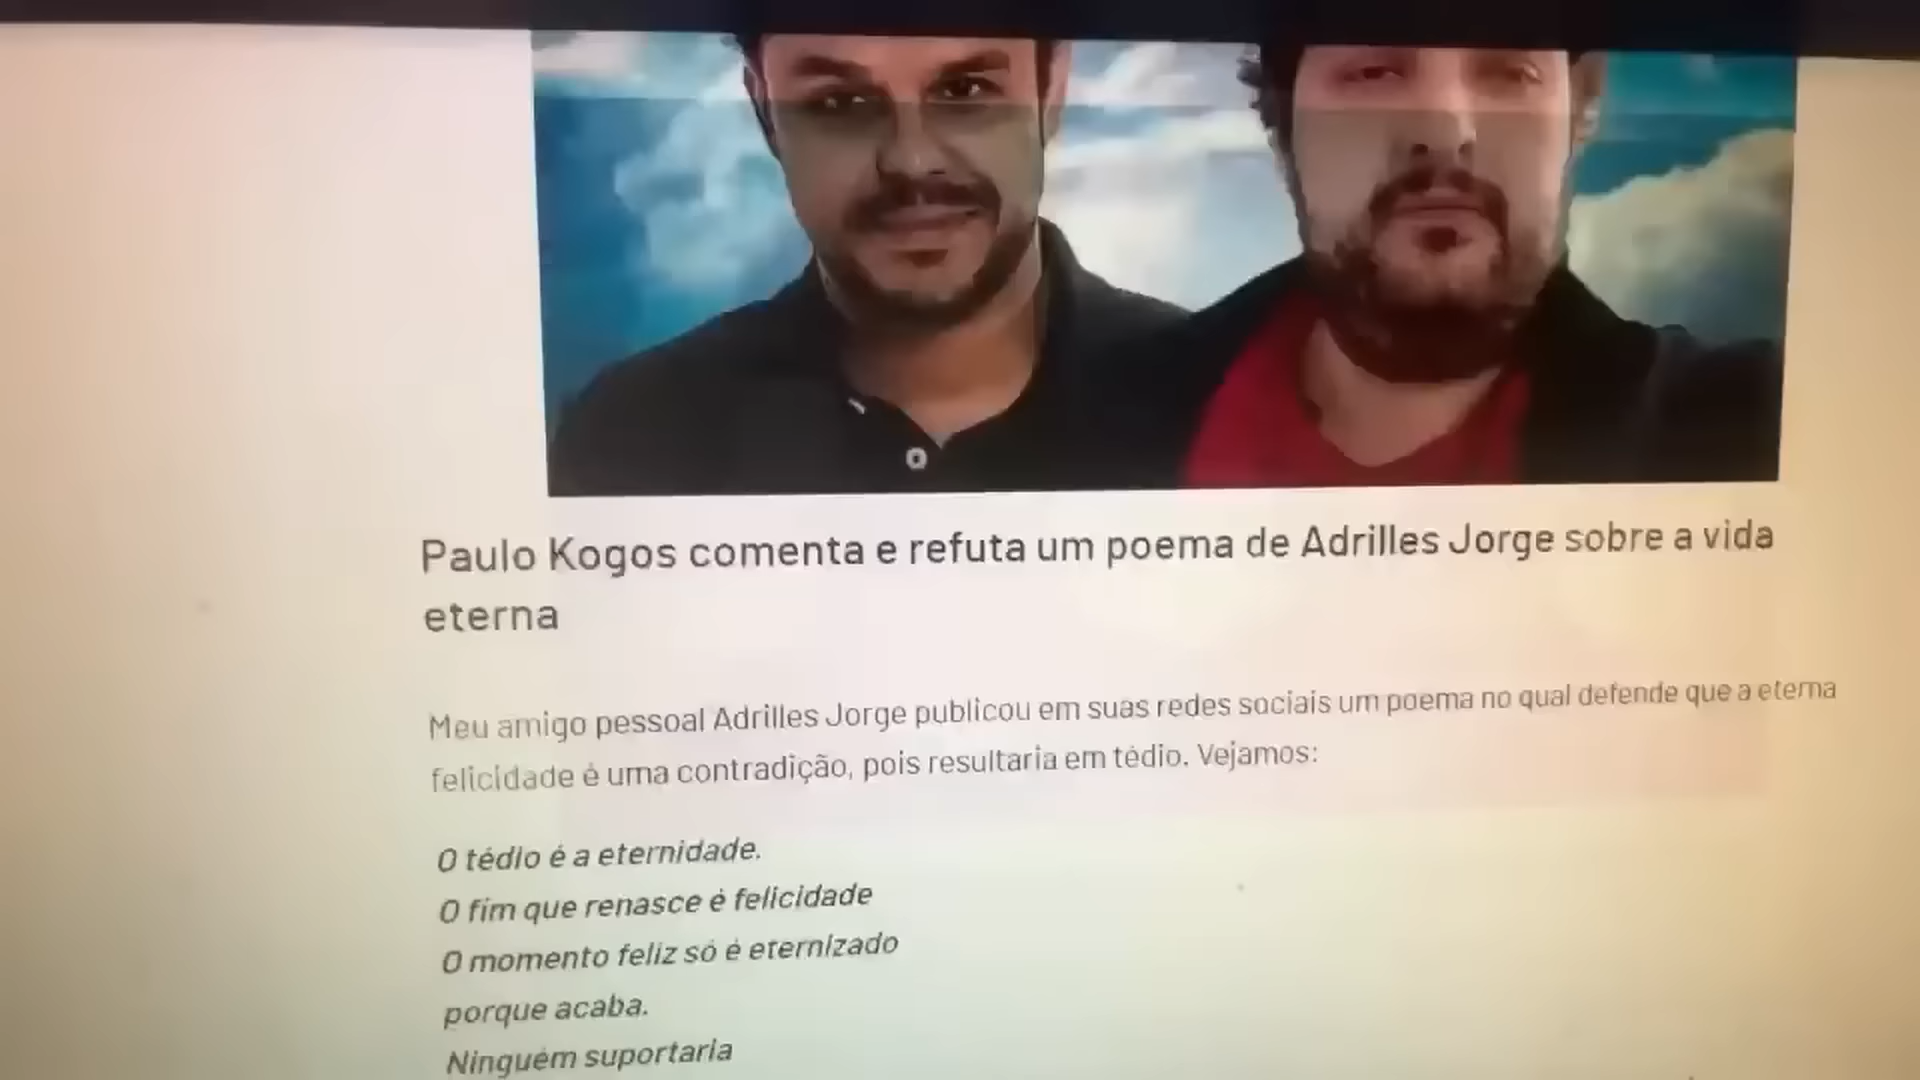 Paulo Kogos comenta e refuta um poema de Adrilles Jorge sobre a vida
eterna
Meu amigo pessoal Adrilles Jorge publicou em suas redes sociais um poema no qual defende que a eterna
felicidade é uma contradição, pois resultaria em tédio. Vejamos:
O tédio é a eternidade.
O fim que renasce é felicidade
O momento feliz só é eternizado
porque acaba.
Ninguém suportaria